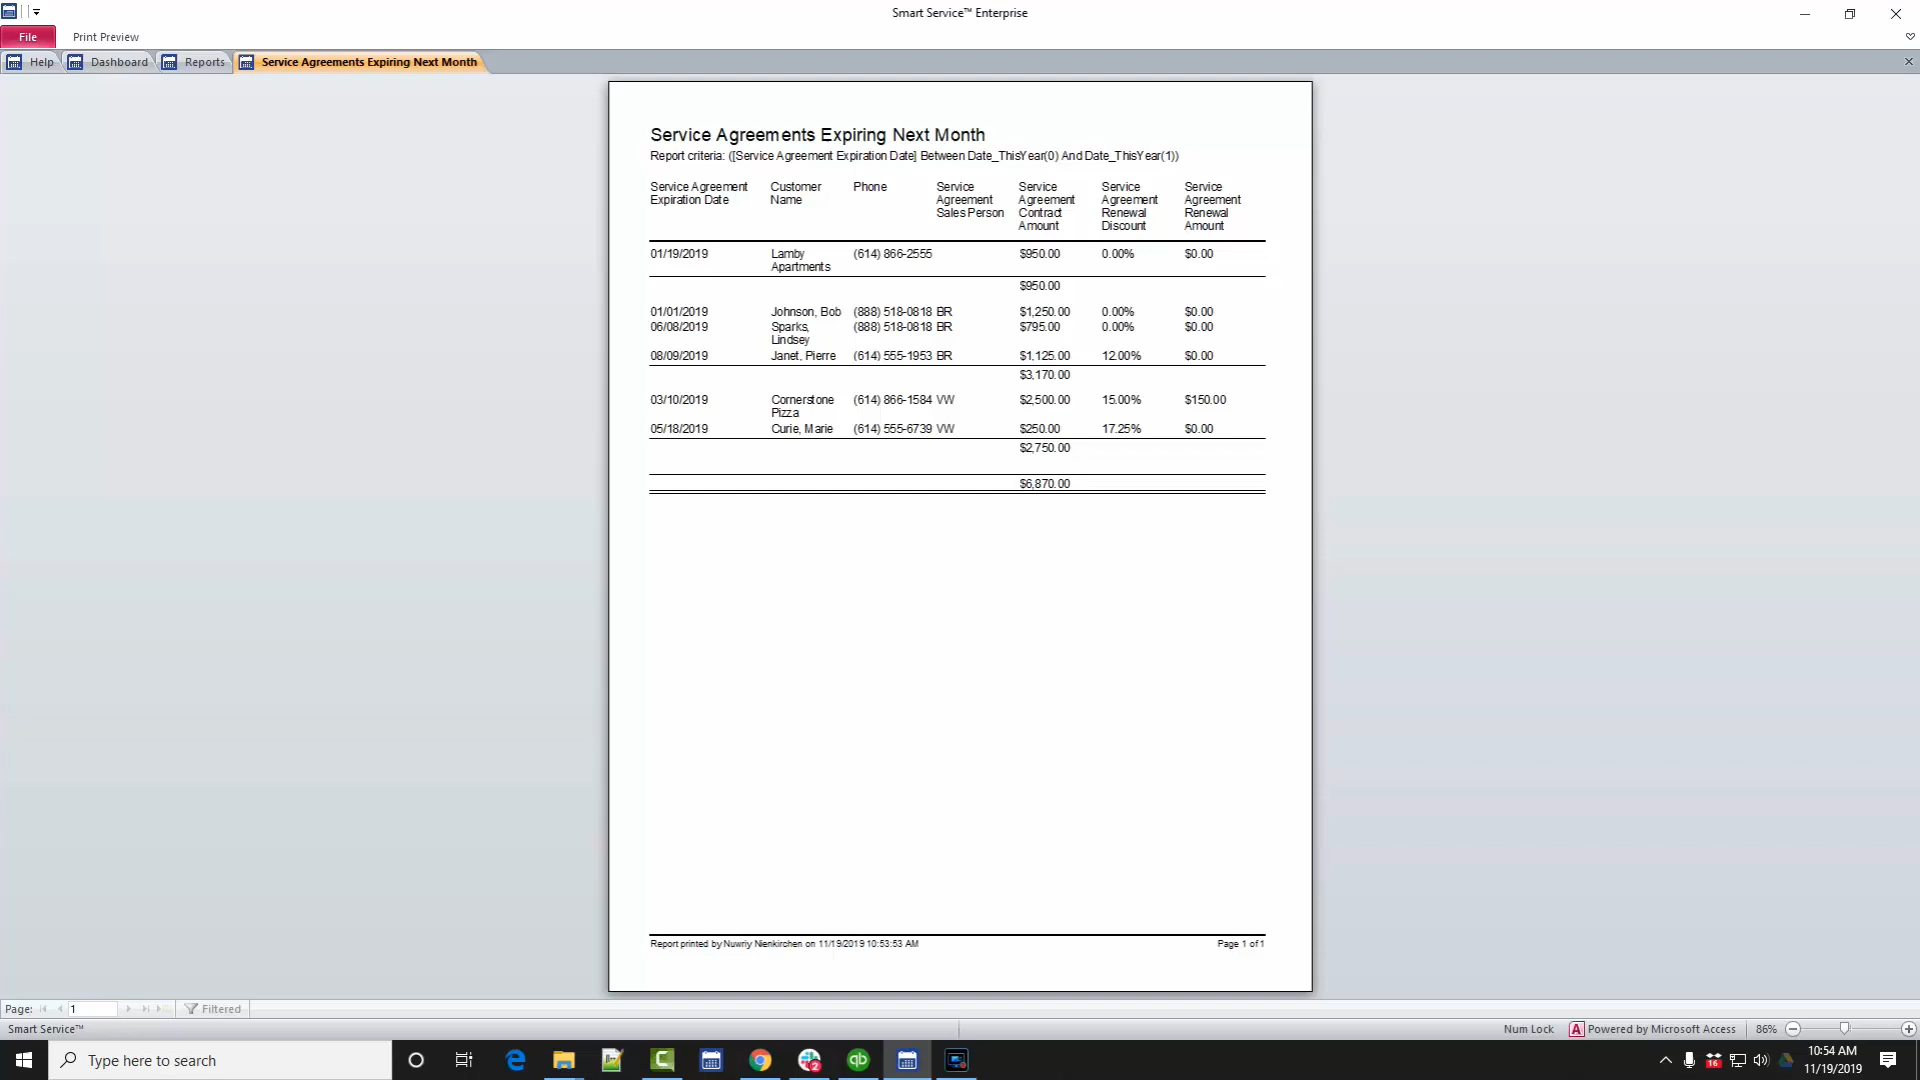 Smart Service™ Enterprise
File Print Preview
Help Dashboard Reports Service Agreements Expiring Next Month
Service Agreements Expiring Next Month
Report criteria: ([Service Agreement Expiration Date] Between Date_ThisYear(0) And Date_ThisYear(1))
Service Agreement Customer Phone Service Service Service Service
Expiration Date Name Agreement Agreement Agreement Agreement
Sales Person Contract Renewal Renewal
Amount Discount Amount
01/19/2019 Lamby (614) 866-2555 $950.00 0.00% $0.00
Apartments
$950.00
01/01/2019 Johnson, Bob (888) 518-0818 BR $1,250.00 0.00% $0.00
06/08/2019 Sparks, (888) 518-0818 BR $795.00 0.00% $0.00
Lindsey
08/09/2019 Janet, Pierre (614) 555-1953 BR $1,125.00 12.00% $0.00
$3,170.00
03/10/2019 Cornerstone (614) 866-1584 VW $2,500.00 15.00% $150.00
Pizza
05/18/2019 Curie, Marie (614) 555-6739 VW $250.00 17.25% $0.00
$2,750.00
$6,870.00
Report printed by Nuwriy Nienkirchen on 11/19/2019 10:53:53 AM Page 1 of 1
Page: 1 Filtered
Smart Service™ Num Lock A Powered by Microsoft Access 86%
Type here to search 2 qb 16 10:54 AM
11/19/2019